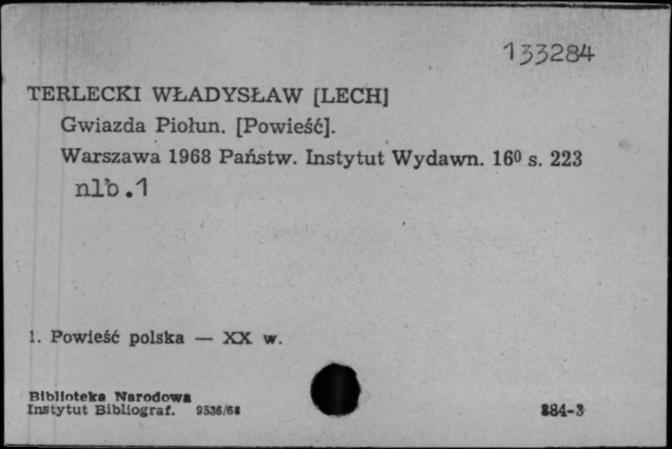 133284
TERLECKI WŁADYSŁAW [LECH]
Gwiazda Piołun. [Powieść].
Warszawa 1968 Państw. Instytut Wydawn. 16⁰ s. 223
nlb.1
1. Powieść polska — XX w.
Biblioteka Narodowa
Instytut Bibliograf. 9536/68
884-3